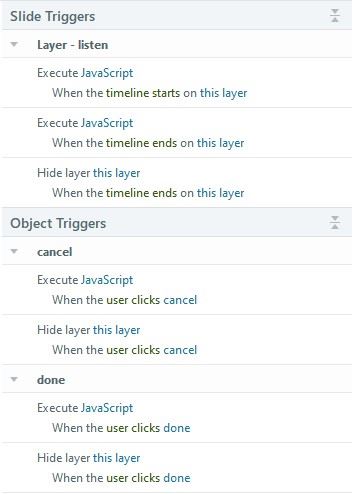 Slide Triggers
Layer - listen
Execute JavaScript
When the timeline starts on this layer
Execute JavaScript
When the timeline ends on this layer
Hide layer this layer
When the timeline ends on this layer
Object Triggers
cancel
Execute JavaScript
When the user clicks cancel
Hide layer this layer
When the user clicks cancel
done
Execute JavaScript
When the user clicks done
Hide layer this layer
When the user clicks done